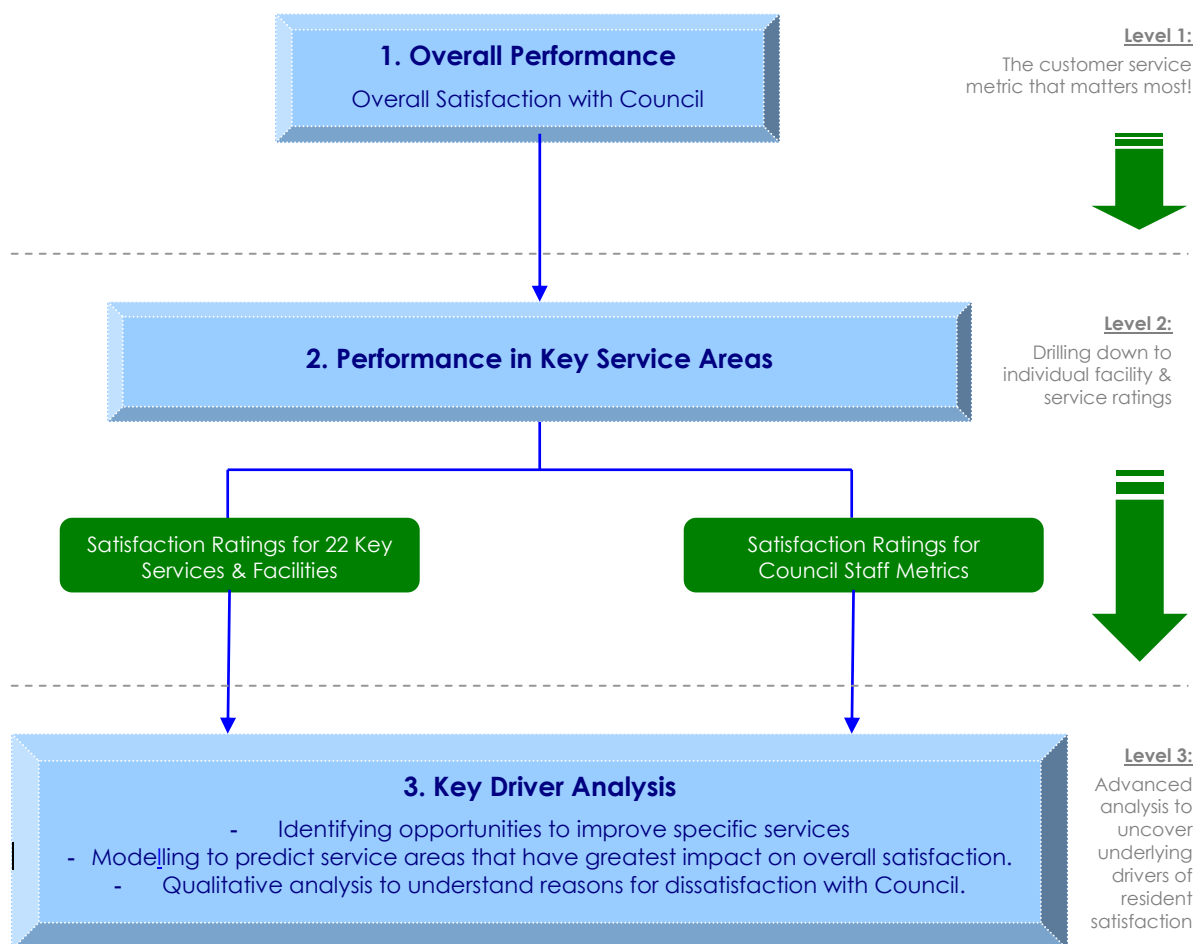 1. Overall Performance
Overall Satisfaction with Council
Level 1:
The customer service
metric that matters most!
2. Performance in Key Service Areas
Level 2:
Drilling down to
individual facility &
service ratings
Satisfaction Ratings for 22 Key
Services & Facilities
Satisfaction Ratings for
Council Staff Metrics
3. Key Driver Analysis
- Identifying opportunities to improve specific services
- Modelling to predict service areas that have greatest impact on overall satisfaction.
- Qualitative analysis to understand reasons for dissatisfaction with Council.
Level 3:
Advanced
analysis to
uncover
underlying
drivers of
resident
satisfaction